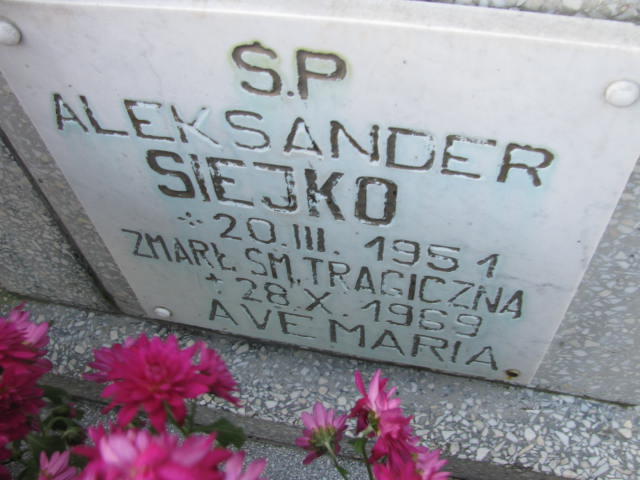 Ś.P
ALEKSANDER
SIEJKO
* 20.III. 1951
ZMARŁ ŚM.TRAGICZNĄ
+28.X.1969
AVE MARIA